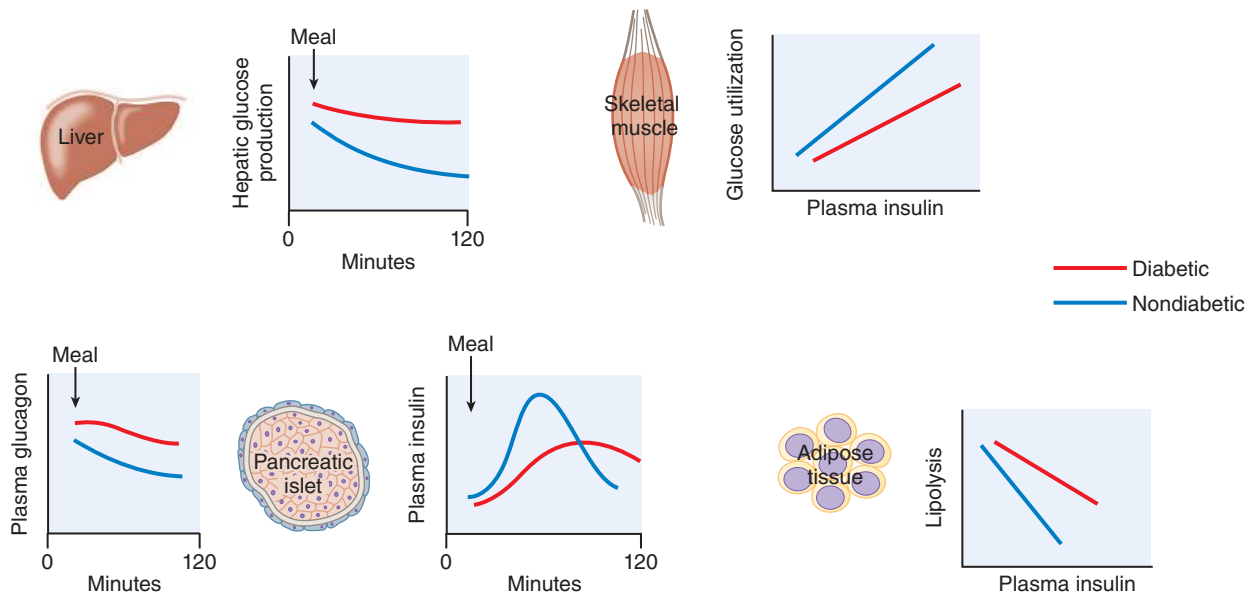 Liver
Meal
Hepatic glucose
production
0
120
Minutes
Skeletal
muscle
Glucose utilization
Plasma insulin
Diabetic
Nondiabetic
Meal
Plasma glucagon
0
120
Minutes
Pancreatic
islet
Meal
Plasma insulin
0
120
Minutes
Adipose
tissue
Lipolysis
Plasma insulin